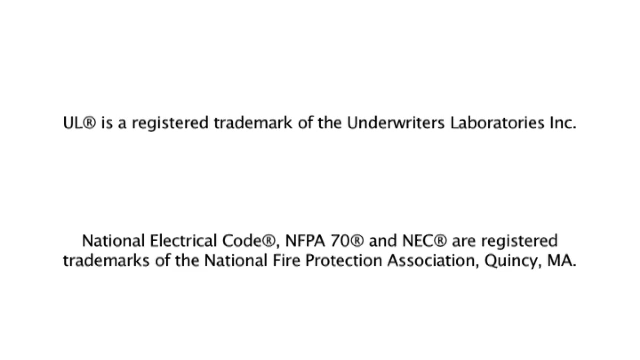 UL® is a registered trademark of the Underwriters Laboratories Inc.
National Electrical Code®, NFPA 70® and NEC® are registered
trademarks of the National Fire Protection Association, Quincy, MA.